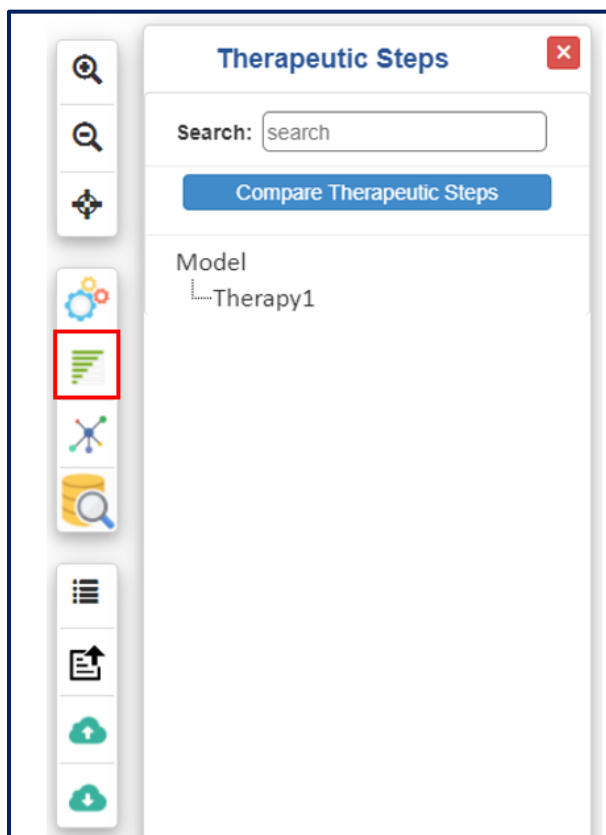 Therapeutic Steps
Search: search
Compare Therapeutic Steps
Model
Therapy1